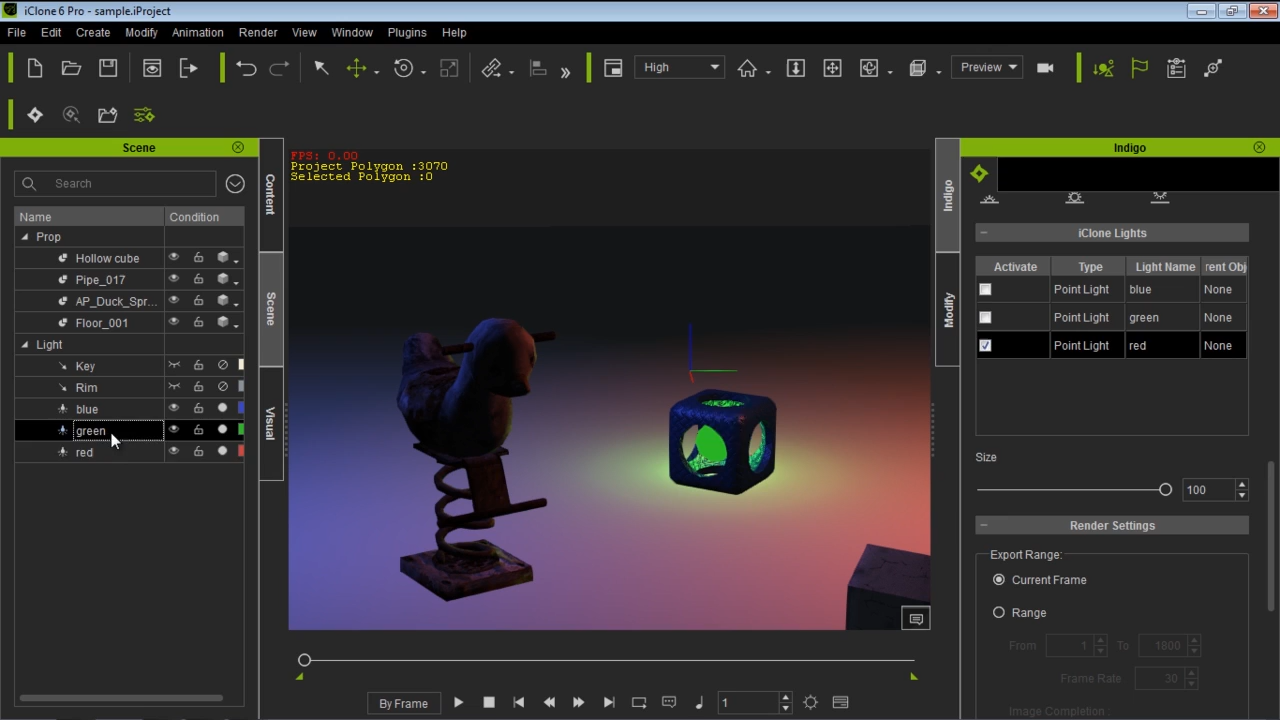 iClone 6 Pro - sample.iProject
File Edit Create Modify Animation Render View Window Plugins Help
High
Preview
Scene
Search
Name Condition
Prop
Hollow cube
Pipe_017
AP_Duck_Spr...
Floor_001
Light
Key
Rim
blue
green
red
Content
Scene
Visual
FPS: 0.00
Project Polygon :3070
Selected Polygon :0
By Frame
1
Indigo
Modify
Indigo
iClone Lights
Activate Type Light Name rent Obj
Point Light blue None
Point Light green None
Point Light red None
Size
100
Render Settings
Export Range:
Current Frame
Range
From 1 To 1800
Frame Rate 30
Image Completion